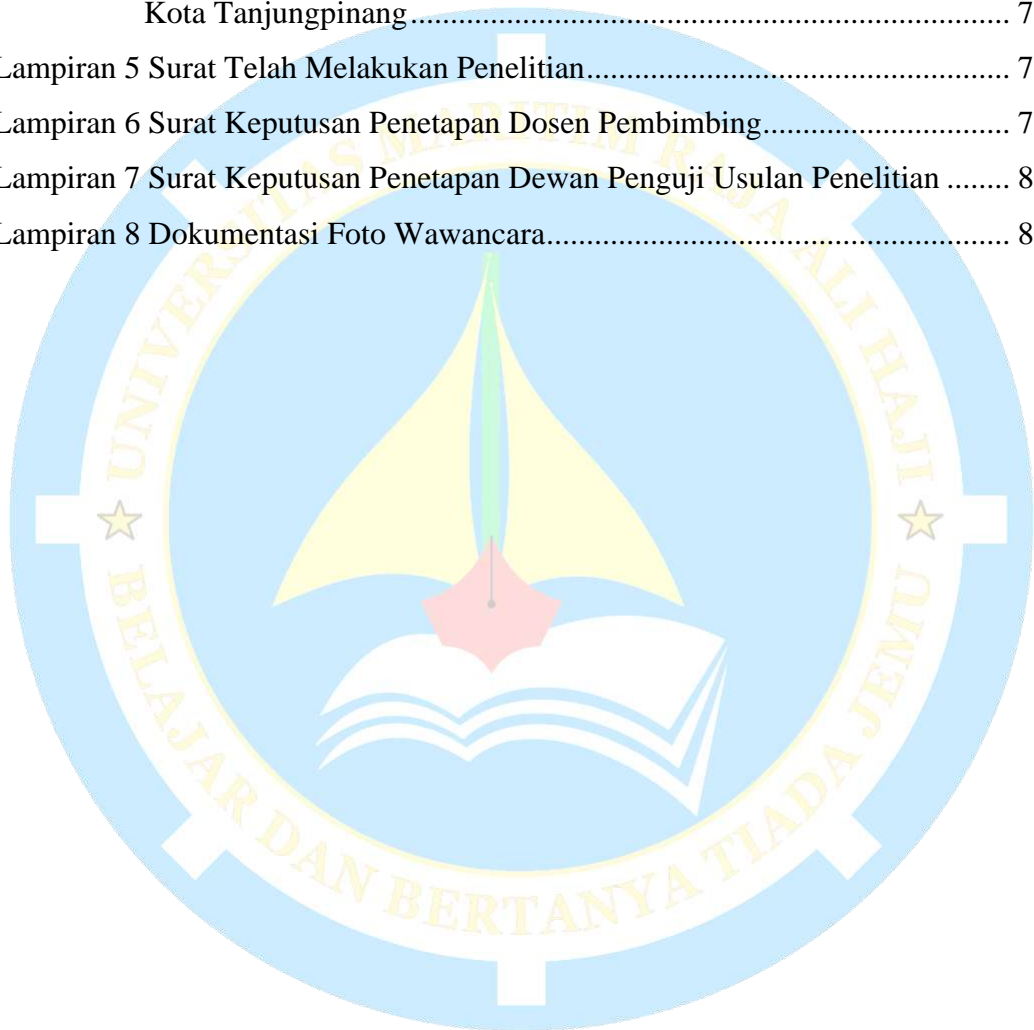 Kota Tanjungpinang.......................................................................... 7
Lampiran 5 Surat Telah Melakukan Penelitian.................................................... 7
Lampiran 6 Surat Keputusan Penetapan Dosen Pembimbing.............................. 7
Lampiran 7 Surat Keputusan Penetapan Dewan Penguji Usulan Penelitian ........ 8
Lampiran 8 Dokumentasi Foto Wawancara......................................................... 8
UNIVERSITAS MARITIM RAJA ALI HAJI
BELAJAR DAN BERTANYA TIADA JEMU